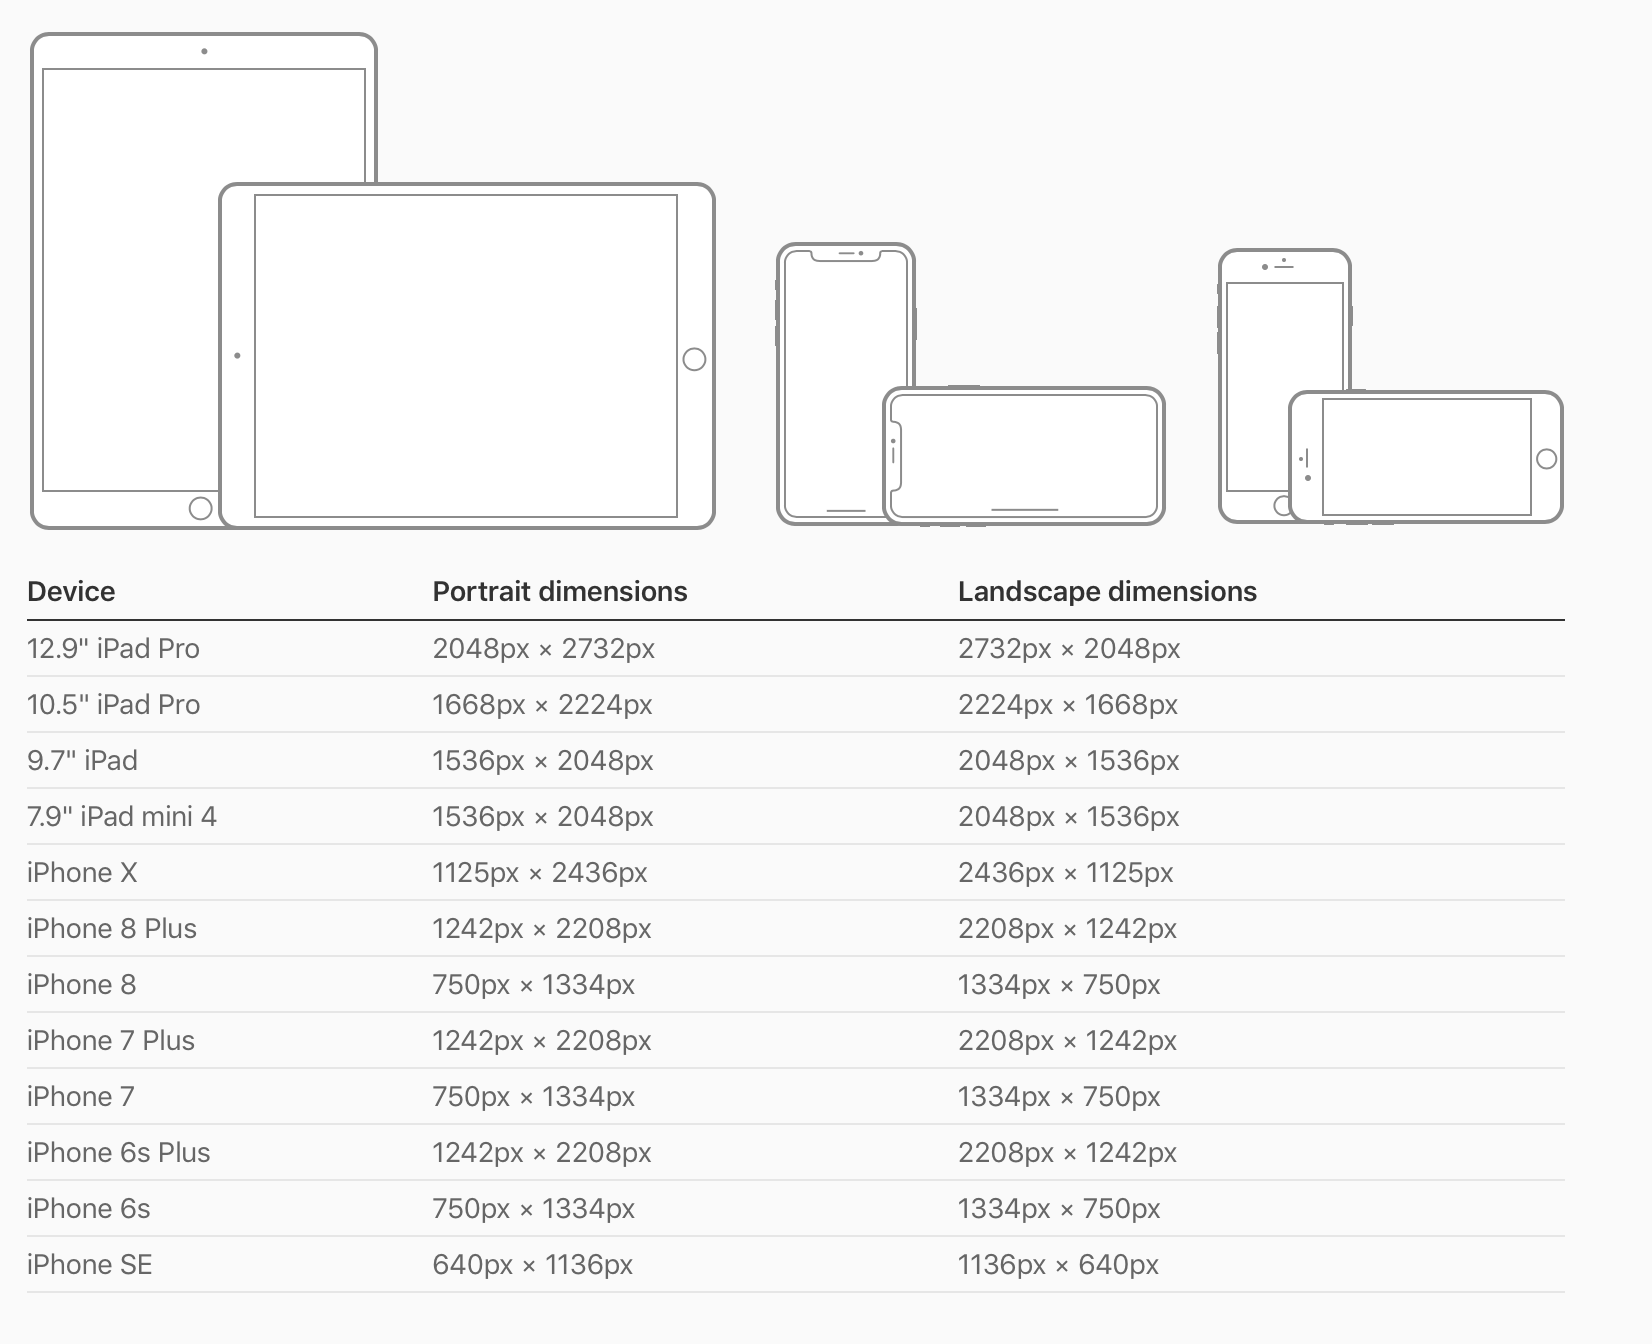 Device Portrait dimensions Landscape dimensions
12.9" iPad Pro 2048px × 2732px 2732px × 2048px
10.5" iPad Pro 1668px × 2224px 2224px × 1668px
9.7" iPad 1536px × 2048px 2048px × 1536px
7.9" iPad mini 4 1536px × 2048px 2048px × 1536px
iPhone X 1125px × 2436px 2436px × 1125px
iPhone 8 Plus 1242px × 2208px 2208px × 1242px
iPhone 8 750px × 1334px 1334px × 750px
iPhone 7 Plus 1242px × 2208px 2208px × 1242px
iPhone 7 750px × 1334px 1334px × 750px
iPhone 6s Plus 1242px × 2208px 2208px × 1242px
iPhone 6s 750px × 1334px 1334px × 750px
iPhone SE 640px × 1136px 1136px × 640px